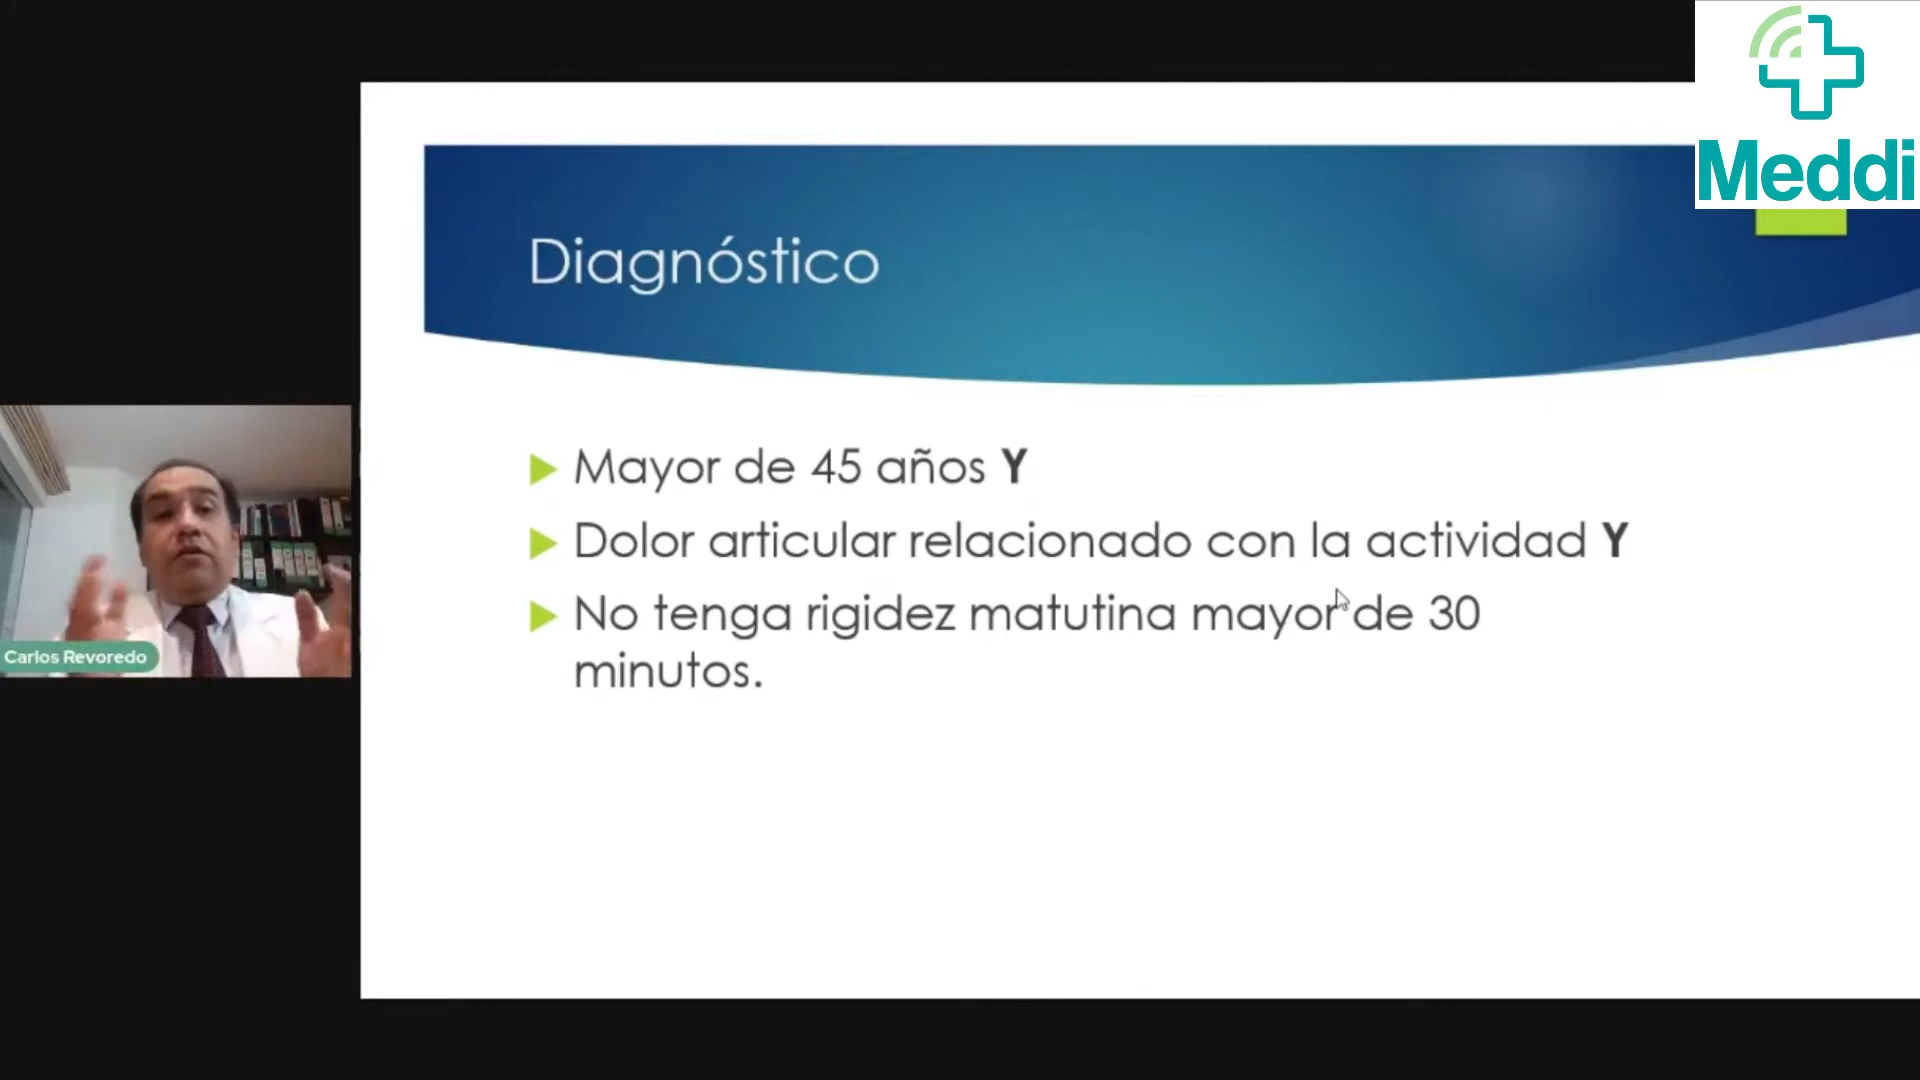 Meddi
Diagnóstico
Mayor de 45 años Y
Dolor articular relacionado con la actividad Y
No tenga rigidez matutina mayor de 30
minutos.
Carlos Revoredo